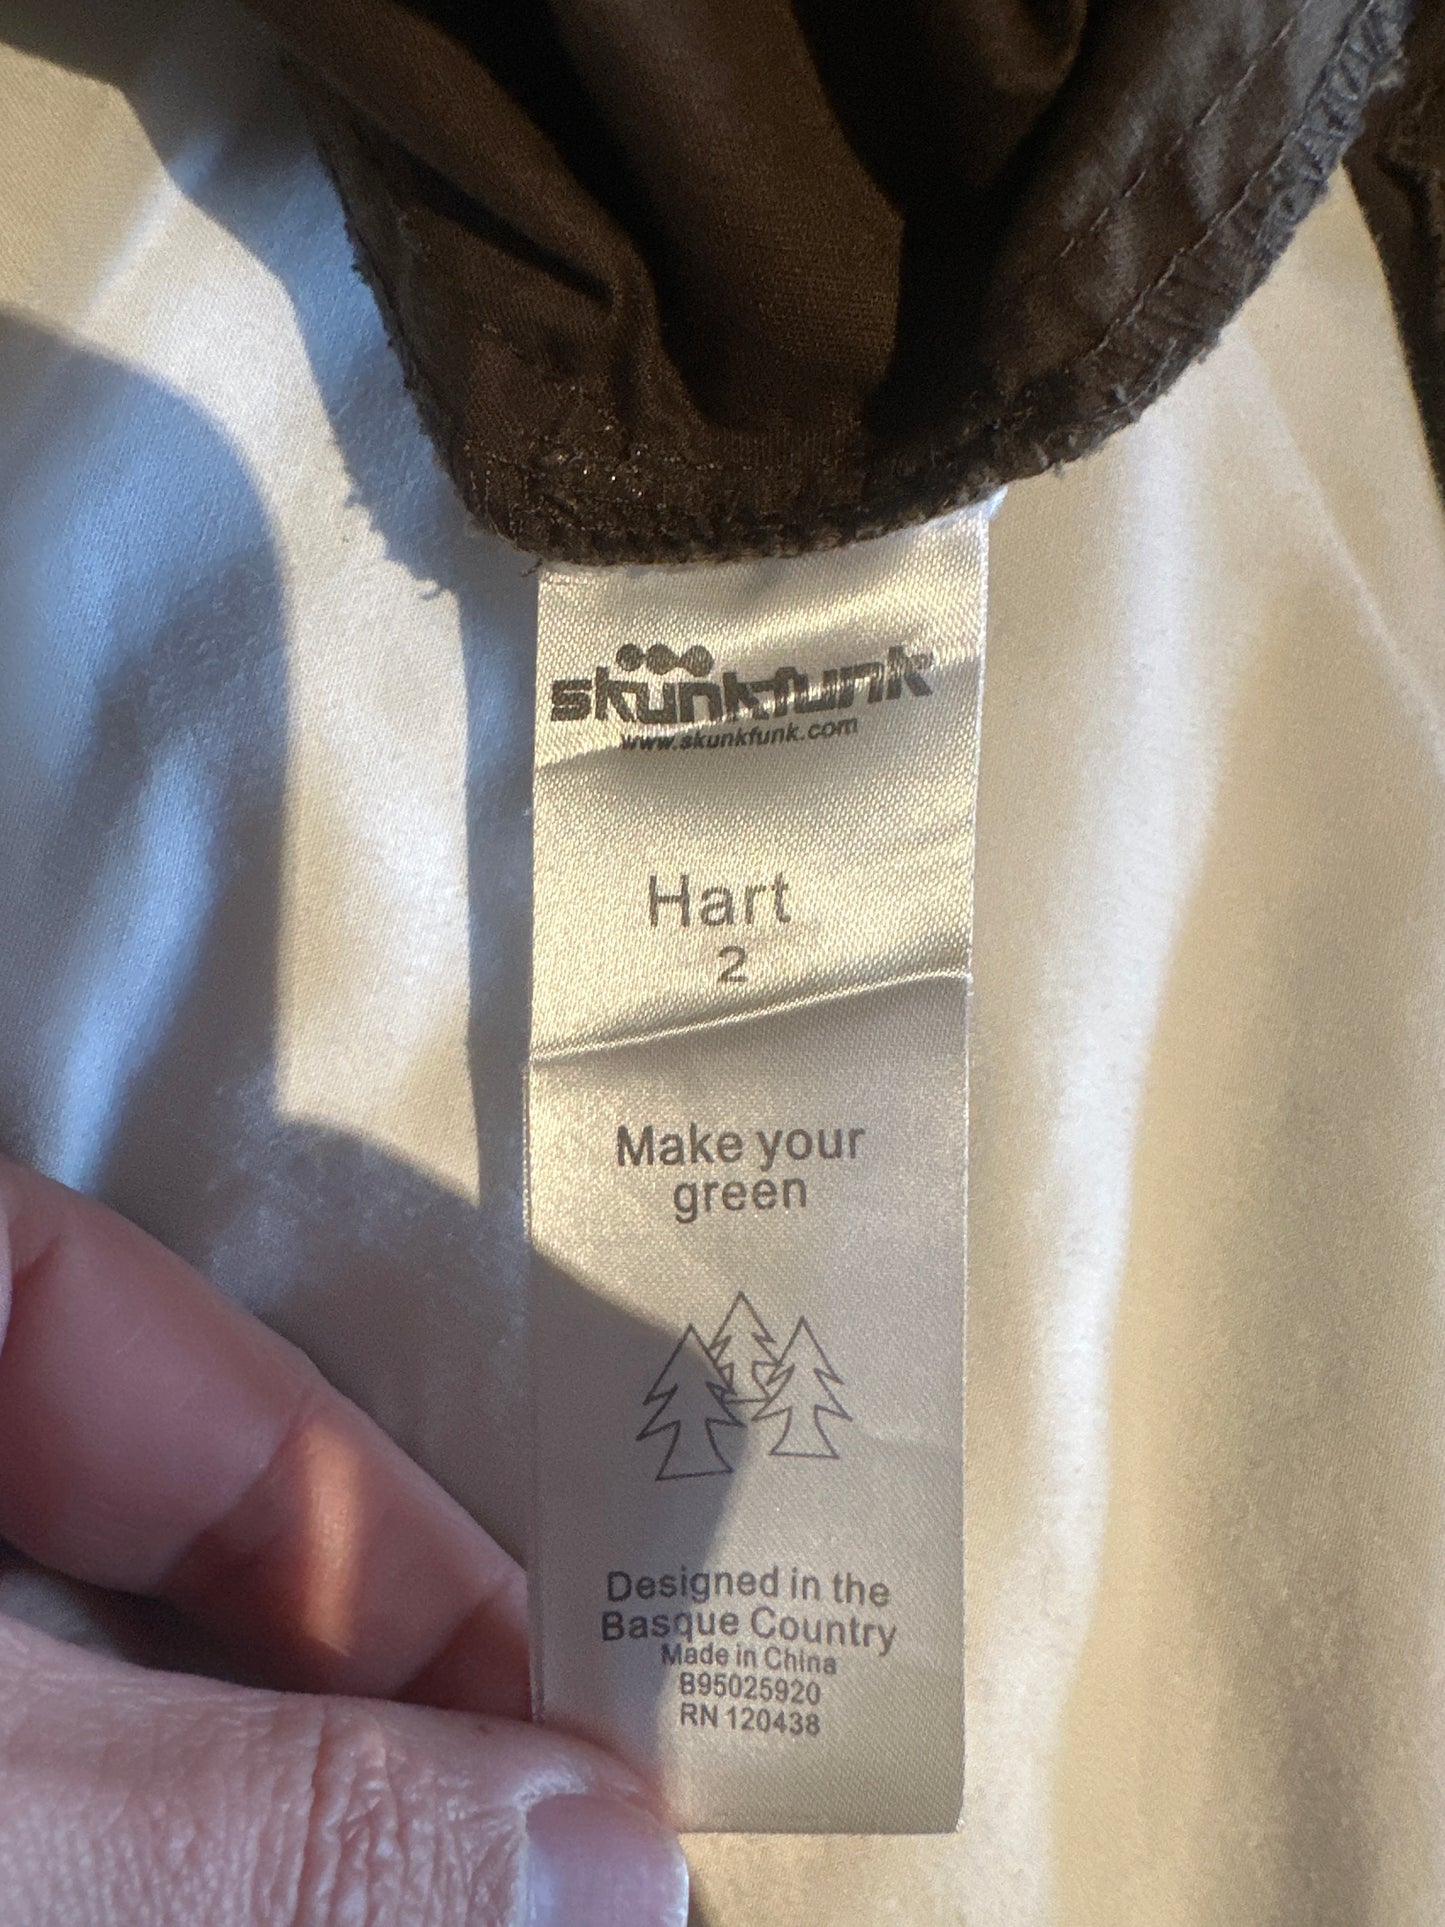 skunkfunk
www.skunkfunk.com
Hart
2
Make your
green
Designed in the
Basque Country
Made in China
B95025920
RN 120438